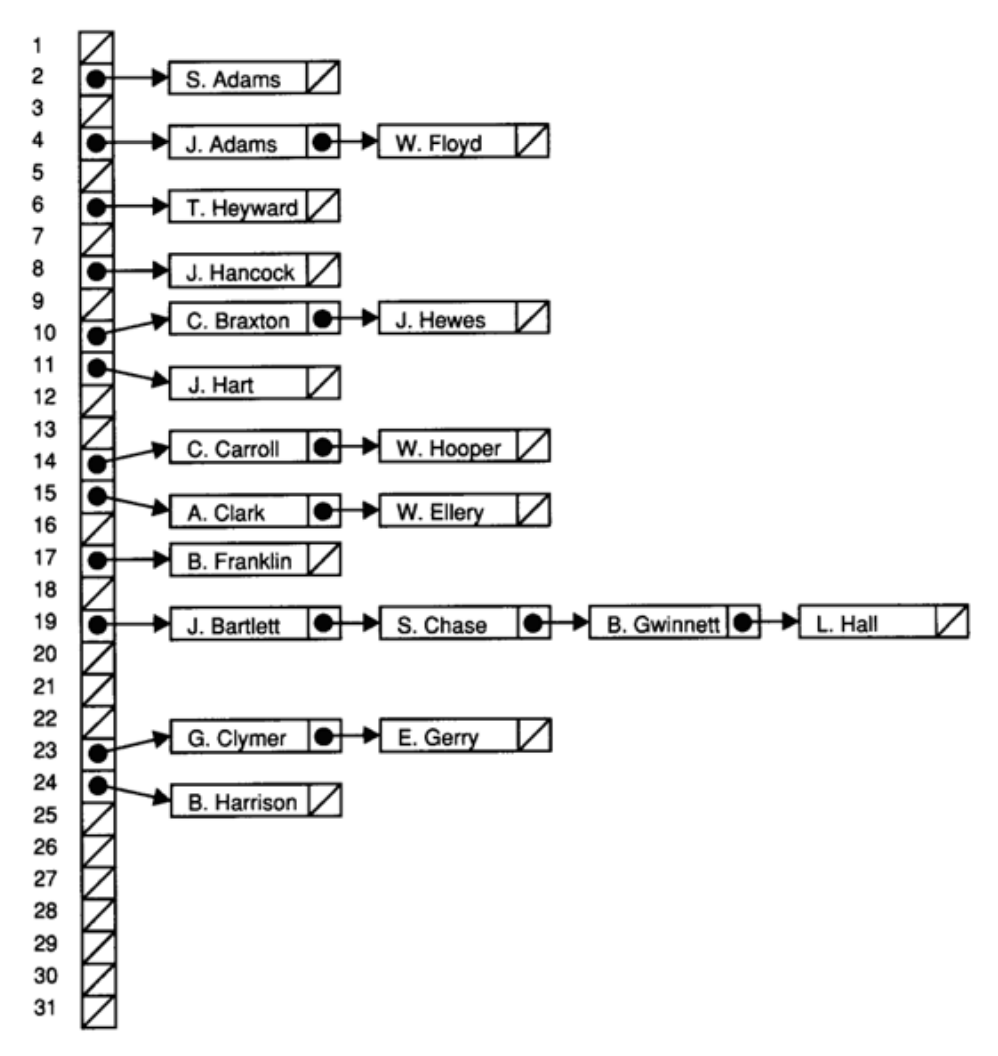 1
2 S. Adams
3
4 J. Adams W. Floyd
5
6 T. Heyward
7
8 J. Hancock
9
10 C. Braxton J. Hewes
11
12 J. Hart
13
14 C. Carroll W. Hooper
15
16 A. Clark W. Ellery
17 B. Franklin
18
19 J. Bartlett S. Chase B. Gwinnett L. Hall
20
21
22
23 G. Clymer E. Gerry
24
25 B. Harrison
26
27
28
29
30
31